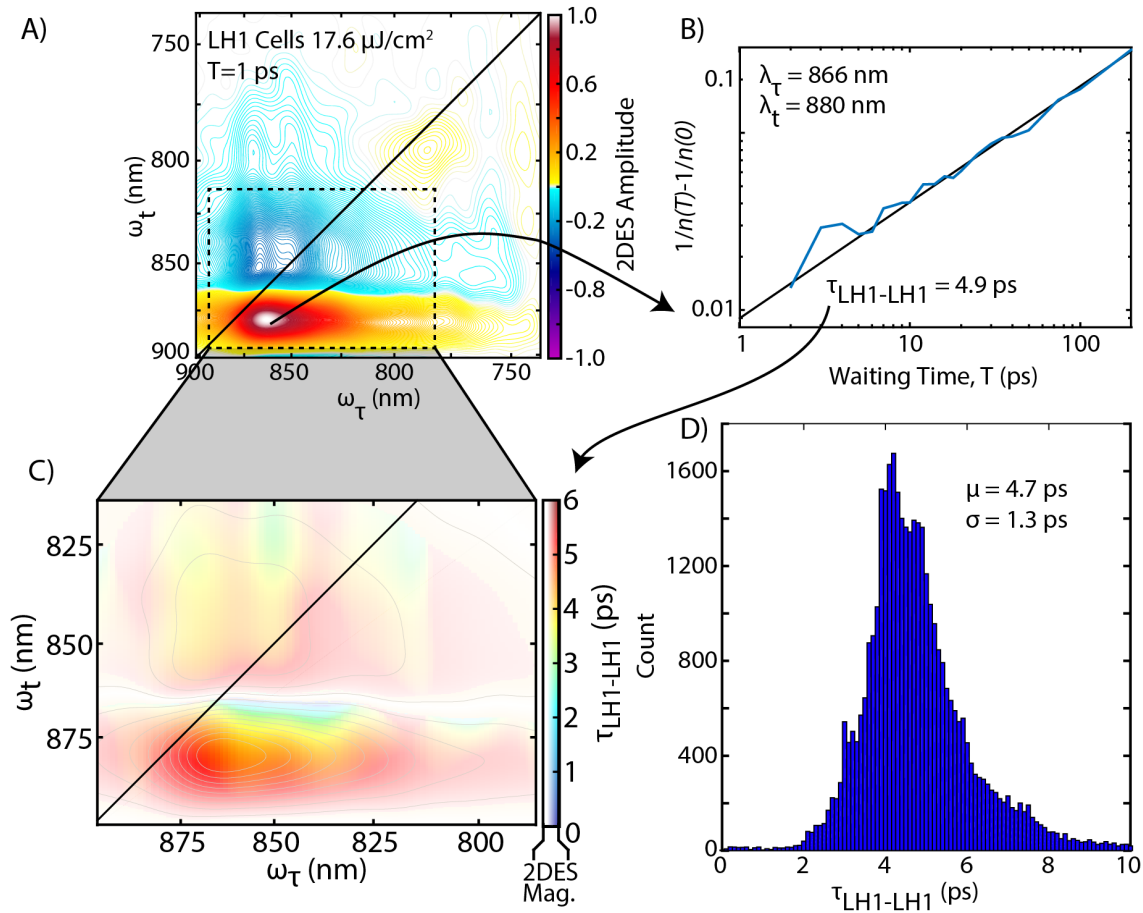 A)
LH1 Cells 17.6 μJ/cm²
T=1 ps
750
800
850
900
ω_t (nm)
900
850
800
750
ω_τ (nm)
1.0
0.6
0.4
0.2
-0.2
-0.4
-0.8
-1.0
2DES Amplitude
B)
λ_τ = 866 nm
λ_t = 880 nm
0.1
0.01
1/n(T)-1/n(0)
τ_LH1-LH1 = 4.9 ps
1
10
100
Waiting Time, T (ps)
C)
825
850
875
ω_t (nm)
875
850
825
800
ω_τ (nm)
6
5
4
3
2
1
0
τ_LH1-LH1 (ps)
2DES
Mag.
D)
μ = 4.7 ps
σ = 1.3 ps
1600
1200
800
400
0
Count
0
2
4
6
8
10
τ_LH1-LH1 (ps)